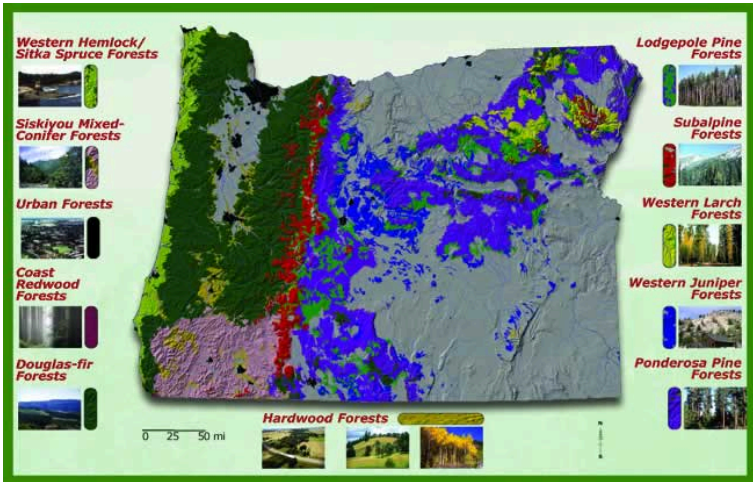 Western Hemlock/
Sitka Spruce Forests
Siskiyou Mixed-
Conifer Forests
Urban Forests
Coast
Redwood
Forests
Douglas-fir
Forests
Lodgepole Pine
Forests
Subalpine
Forests
Western Larch
Forests
Western Juniper
Forests
Ponderosa Pine
Forests
Hardwood Forests
0 25 50 mi
N
S